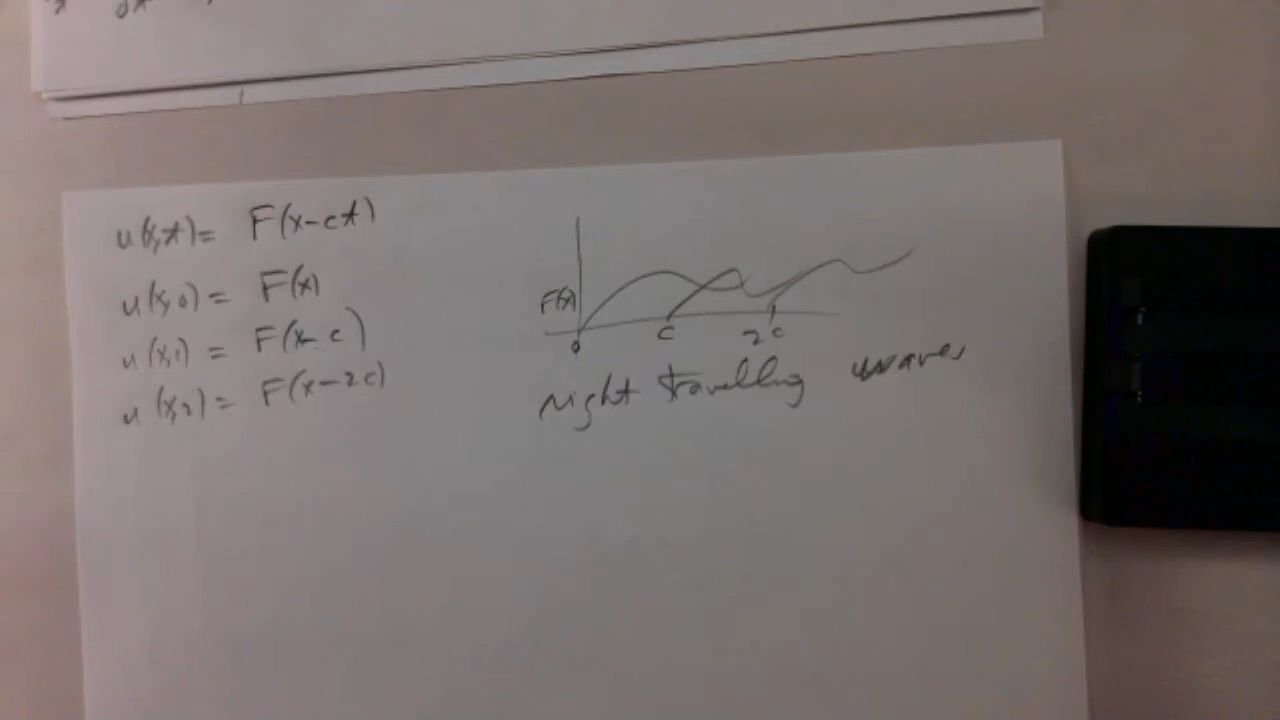 u(x,t)= F(x-ct)
u(x,0) = F(x)
u(x,1) = F(x-c)
u(x,2) = F(x-2c)
F(x)
0 c 2c
right travelling waves